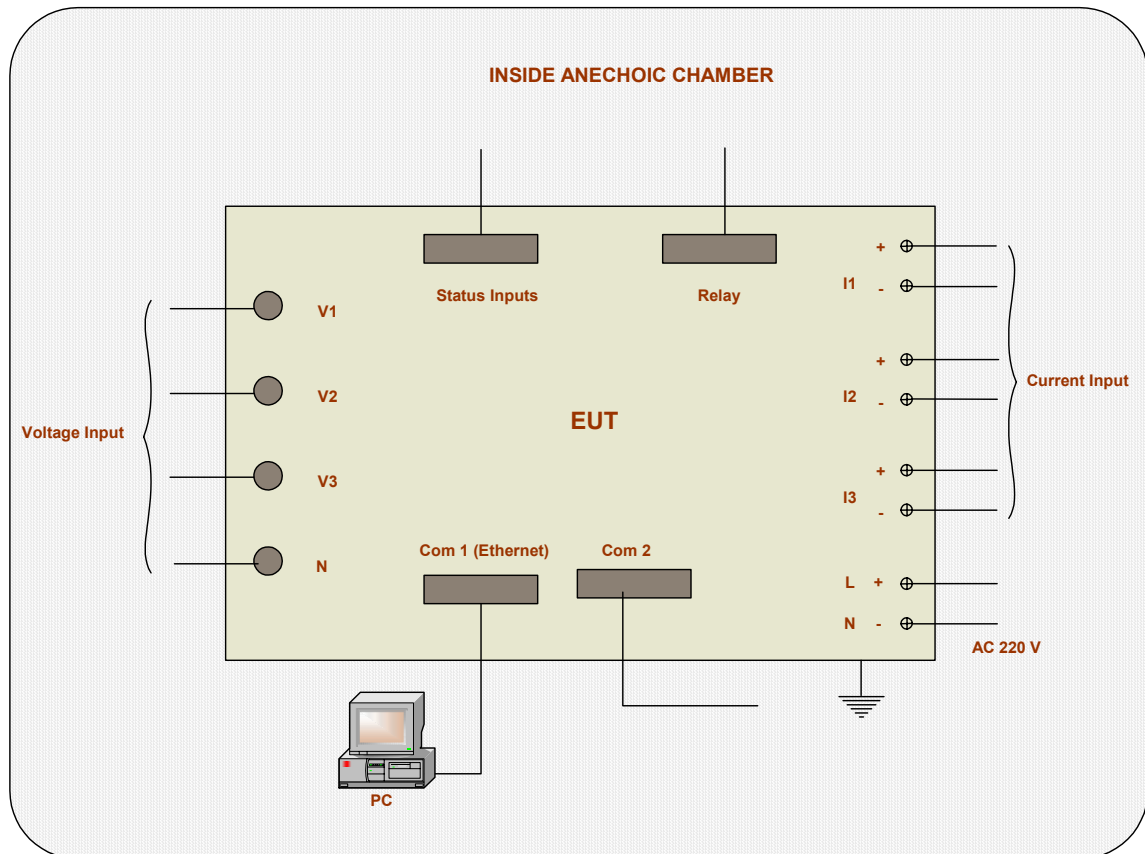 INSIDE ANECHOIC CHAMBER
Status Inputs
Relay
+
I1
-
V1
+
V2
I2
-
Current Input
Voltage Input
EUT
V3
+
I3
-
N
Com 1 (Ethernet)
Com 2
L +
N -
AC 220 V
PC